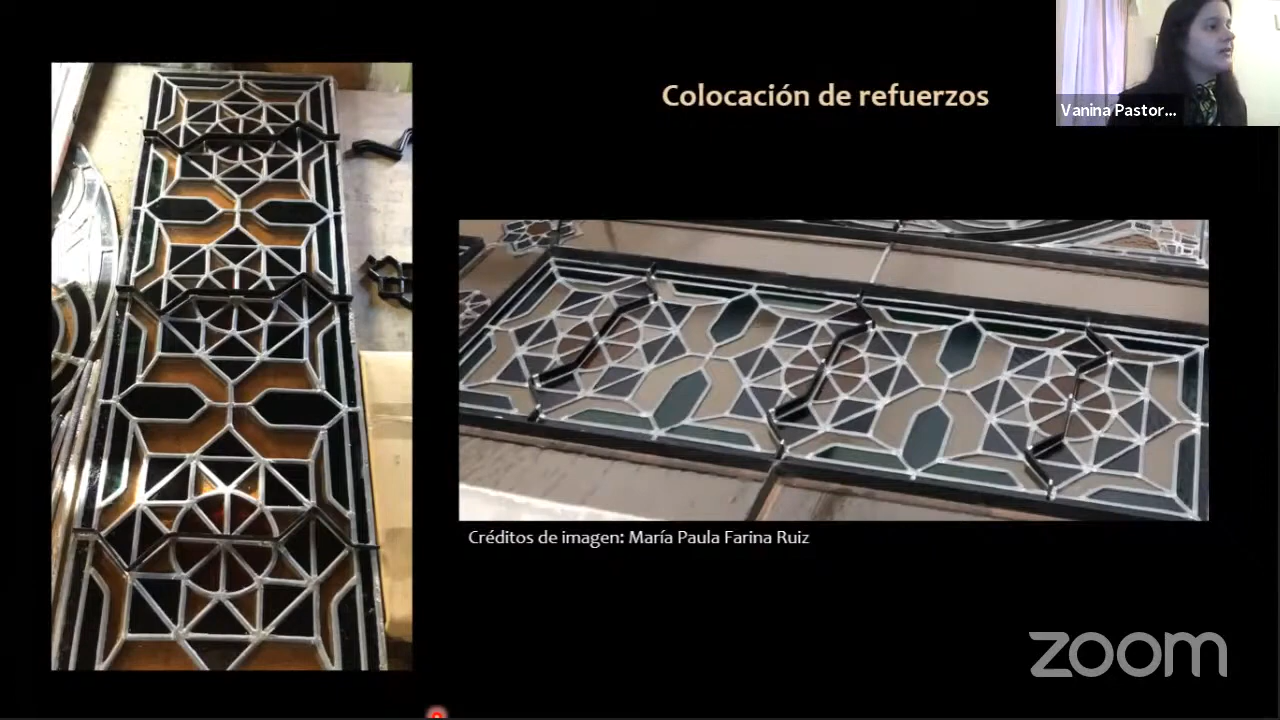 Colocación de refuerzos
Vanina Pastor...
Créditos de imagen: María Paula Farina Ruiz
zoom